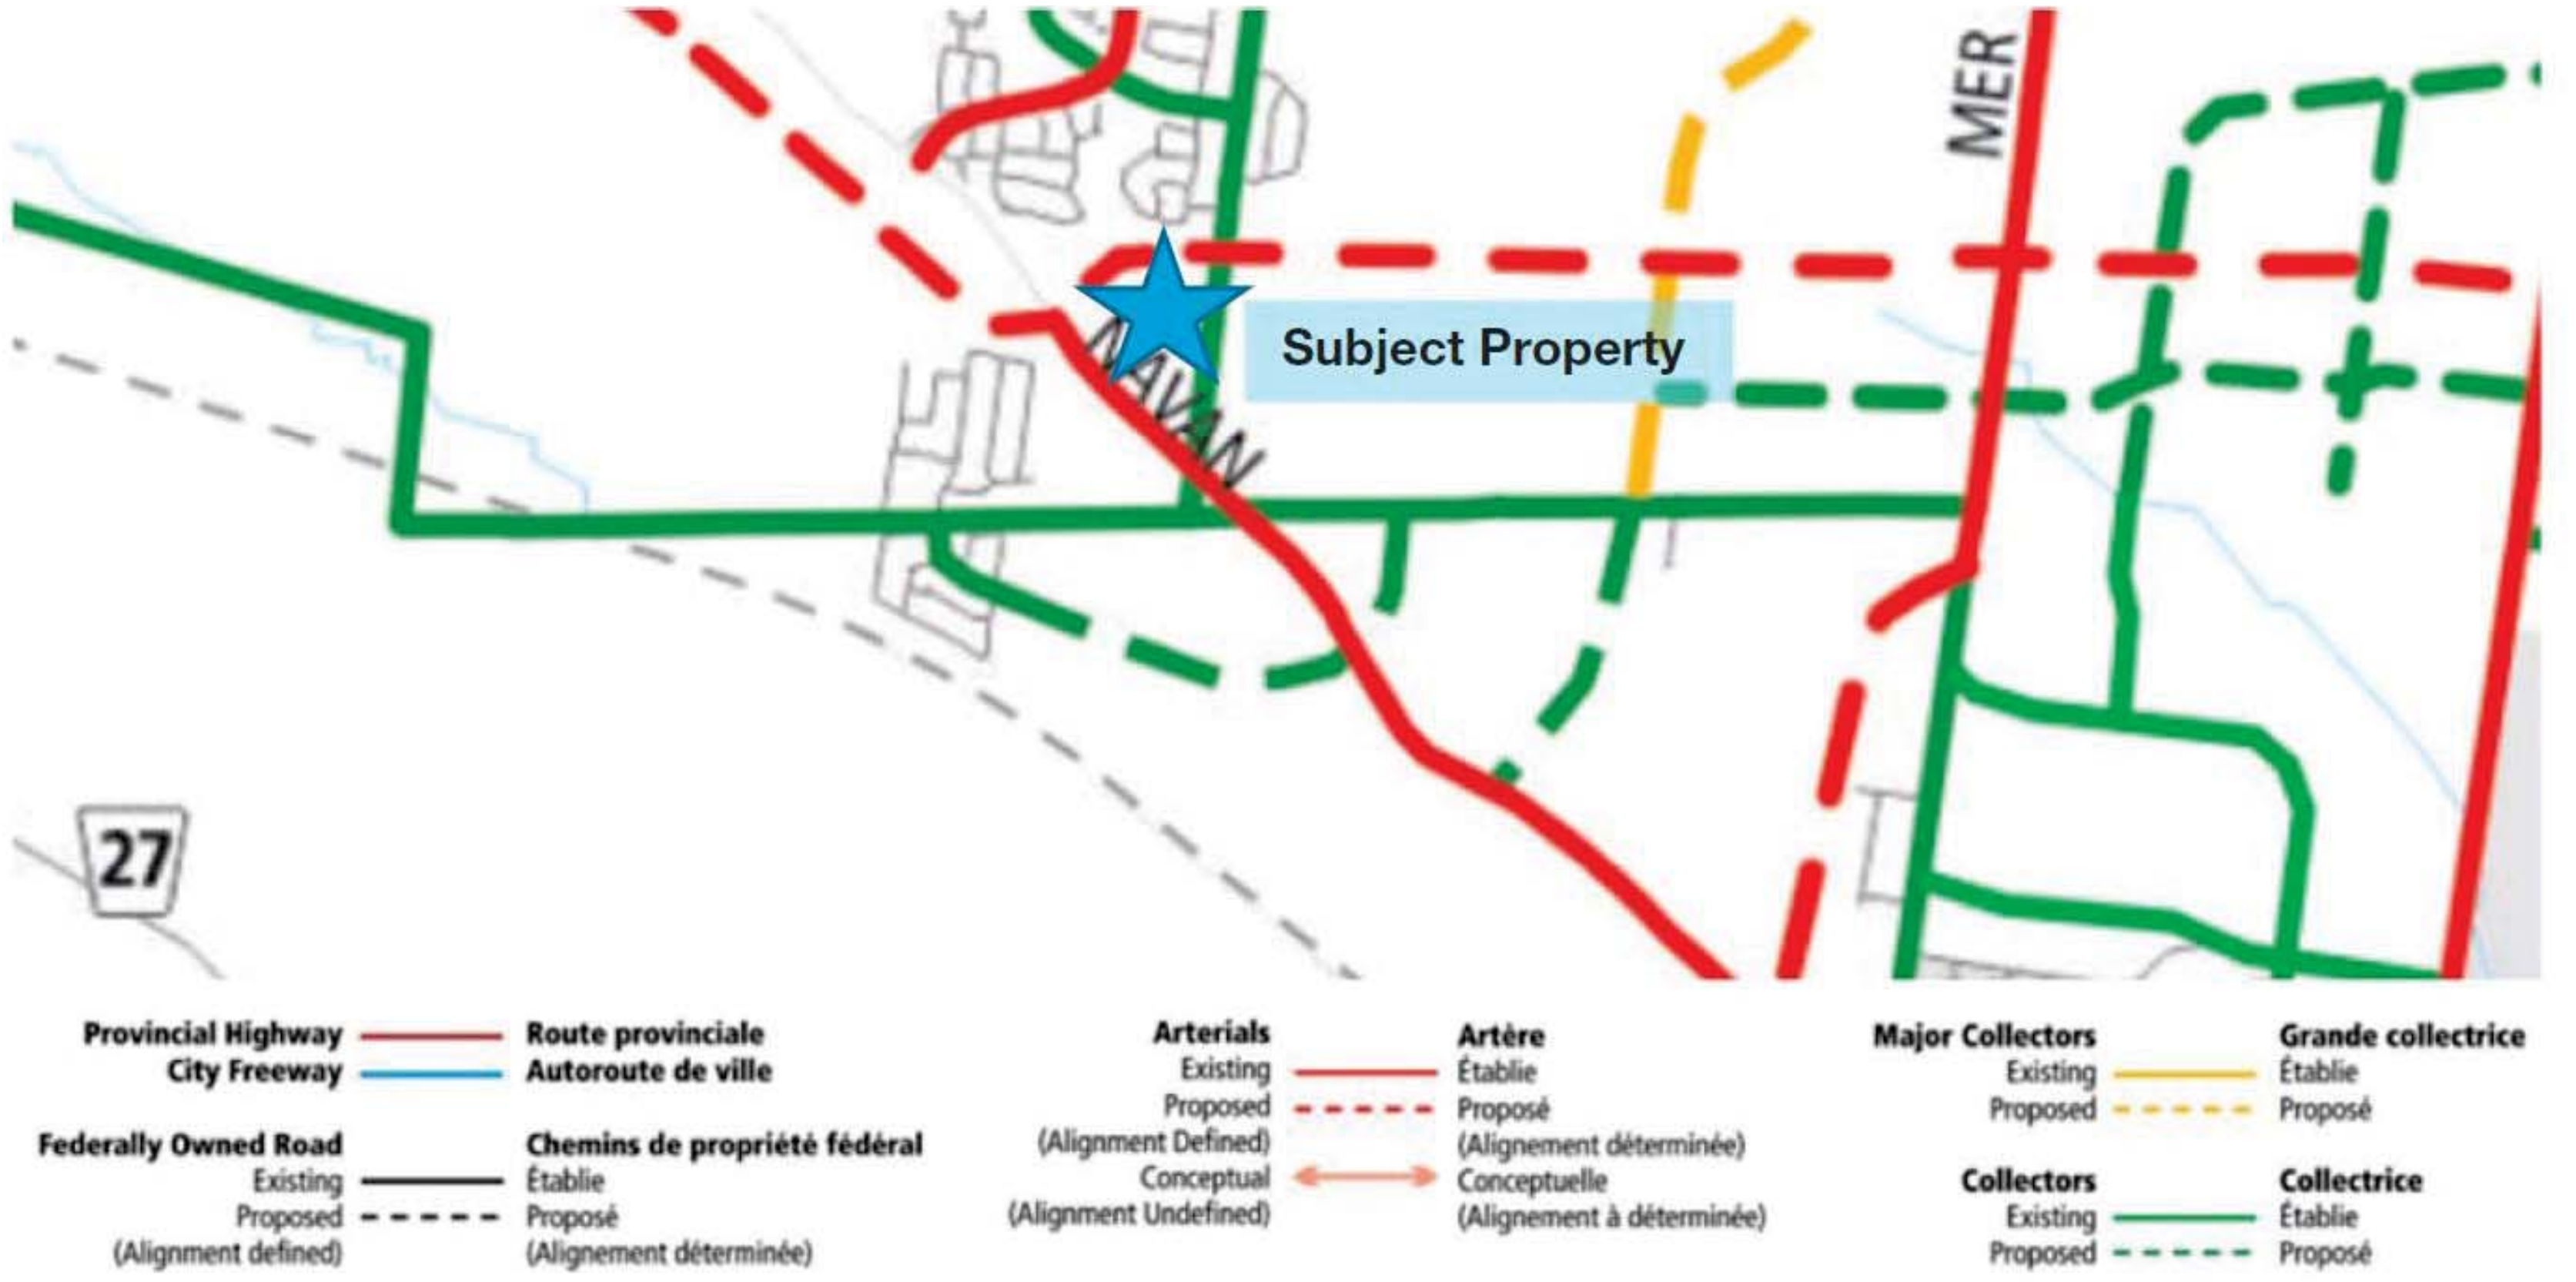 MER
Subject Property
NAVAN
27
Provincial Highway Route provinciale
City Freeway Autoroute de ville
Federally Owned Road Chemins de propriété fédéral
Existing Établie
Proposed Proposé
(Alignment defined) (Alignement déterminée)
Arterials Artère
Existing Établie
Proposed Proposé
(Alignment Defined) (Alignement déterminée)
Conceptual Conceptuelle
(Alignment Undefined) (Alignement à déterminée)
Major Collectors Grande collectrice
Existing Établie
Proposed Proposé
Collectors Collectrice
Existing Établie
Proposed Proposé